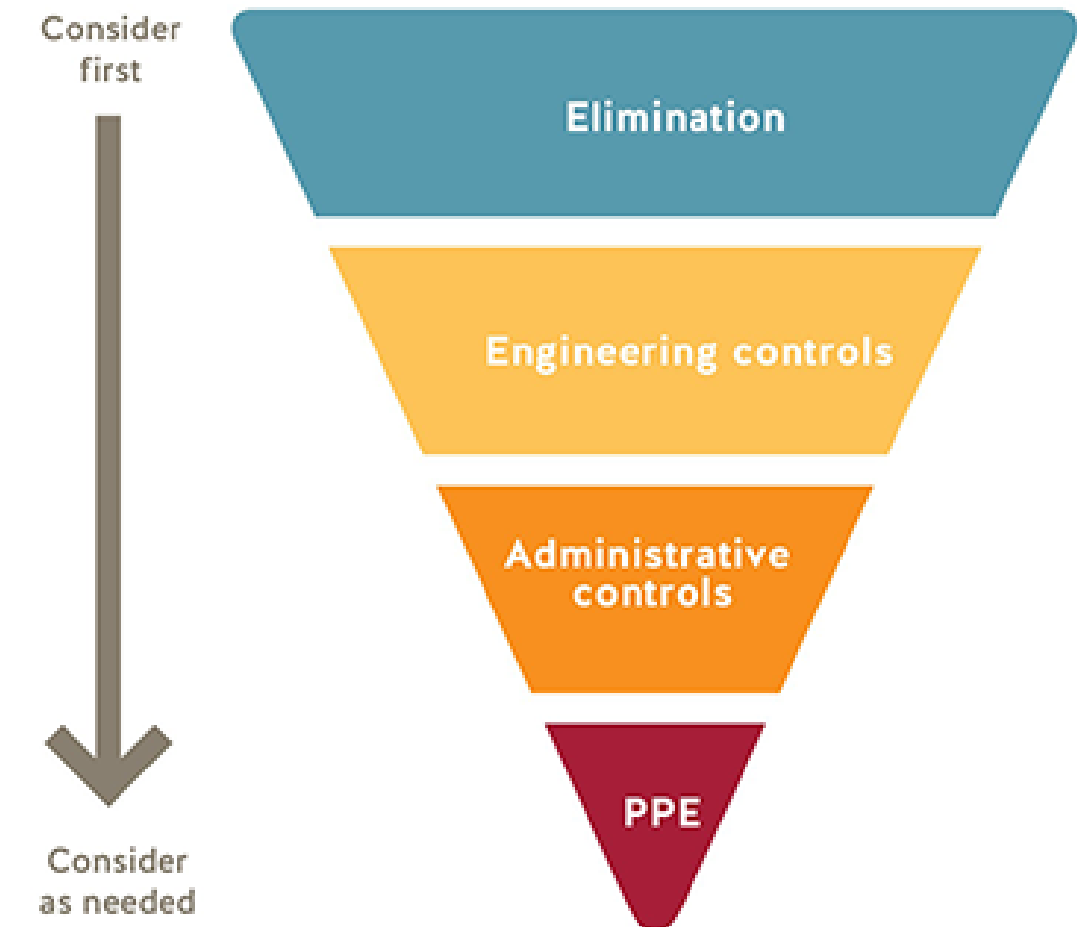 Consider
first
Elimination
Engineering controls
Administrative
controls
PPE
Consider
as needed